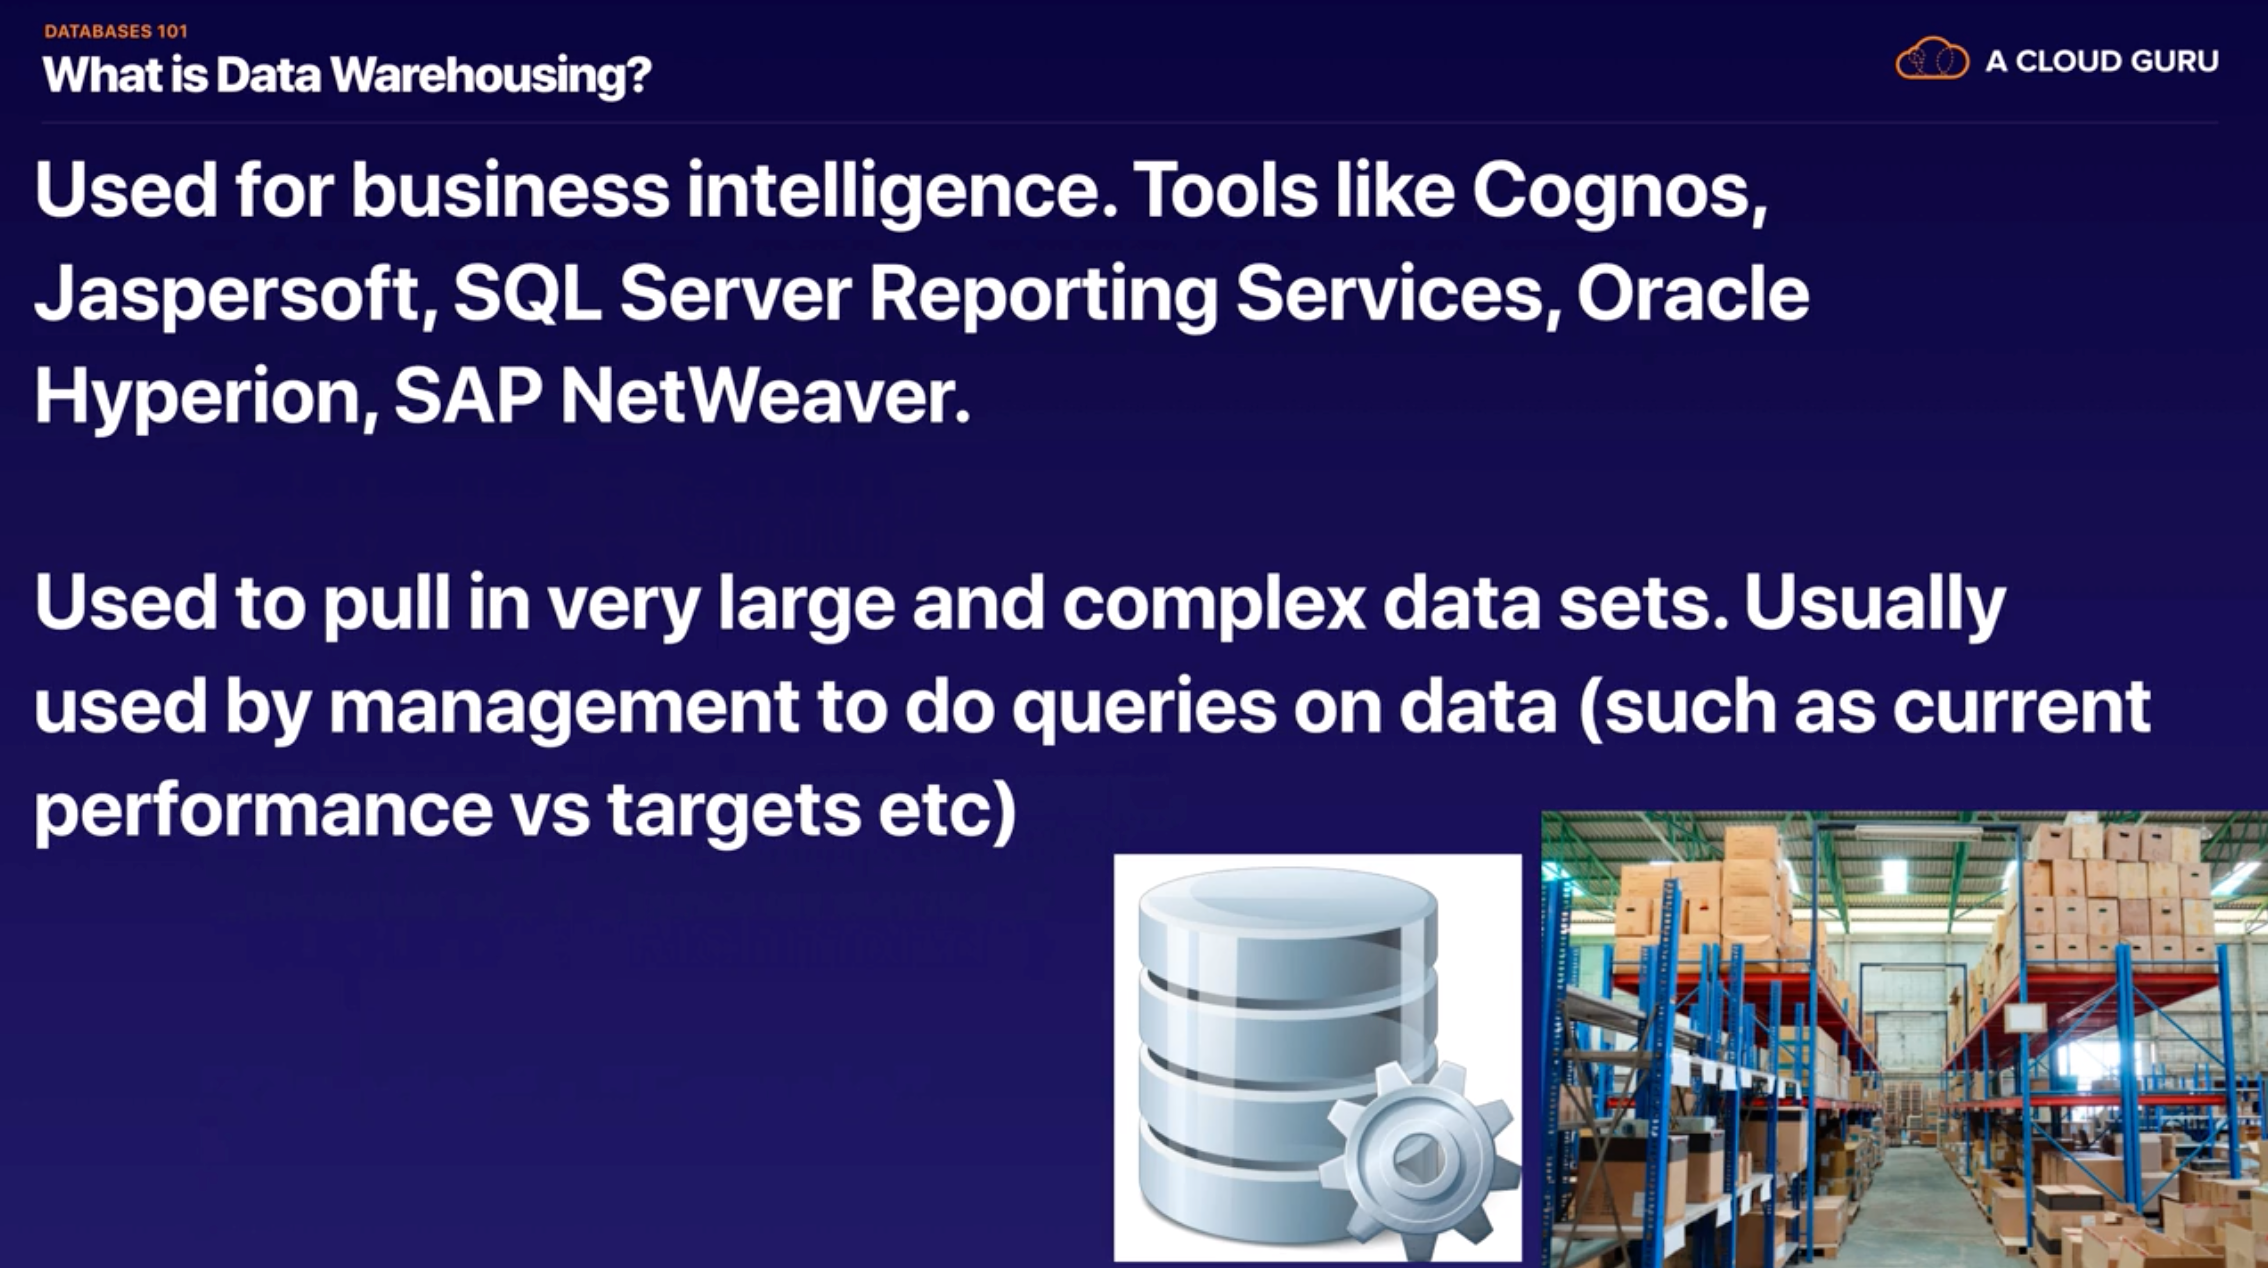 DATABASES 101
What is Data Warehousing?
A CLOUD GURU
Used for business intelligence. Tools like Cognos,
Jaspersoft, SQL Server Reporting Services, Oracle
Hyperion, SAP NetWeaver.
Used to pull in very large and complex data sets. Usually
used by management to do queries on data (such as current
performance vs targets etc)